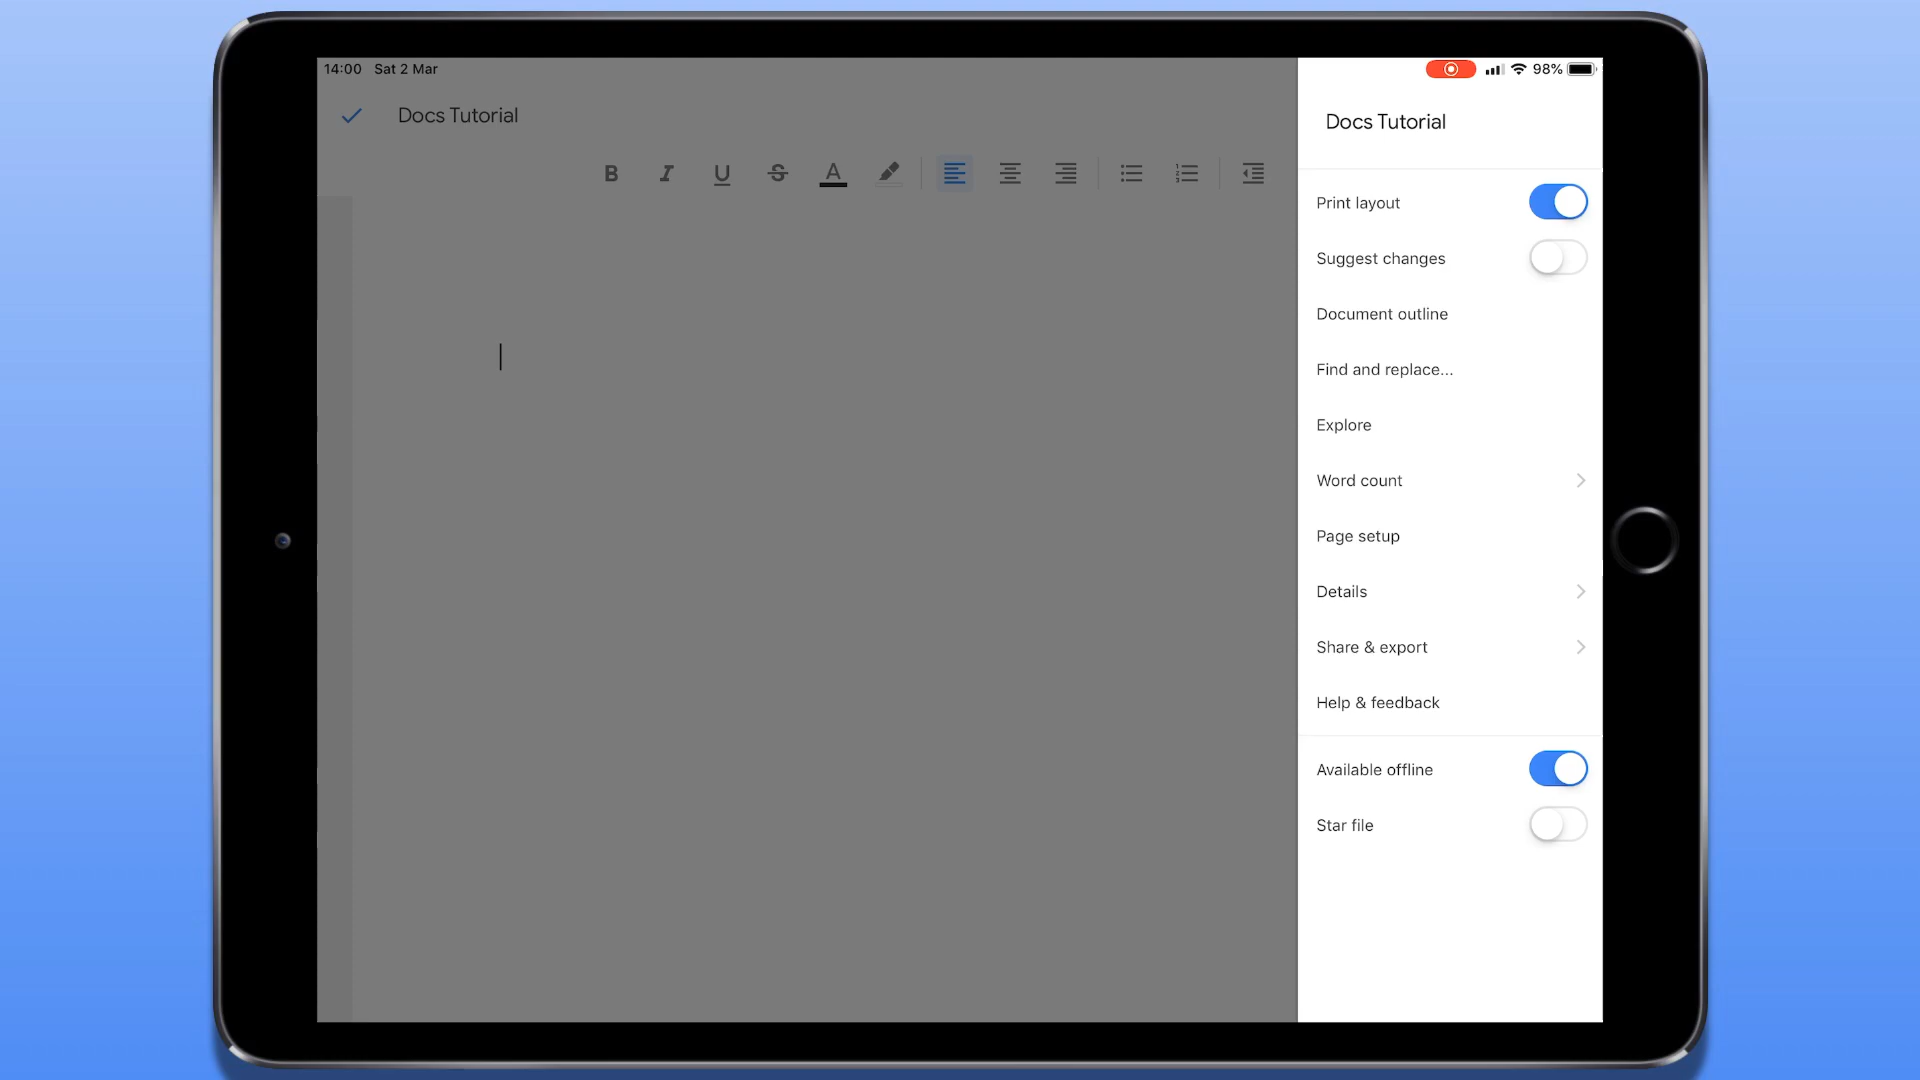 14:00 Sat 2 Mar
98%
Docs Tutorial
Docs Tutorial
B I U S A
Print layout
Suggest changes
Document outline
Find and replace...
Explore
Word count
Page setup
Details
Share & export
Help & feedback
Available offline
Star file